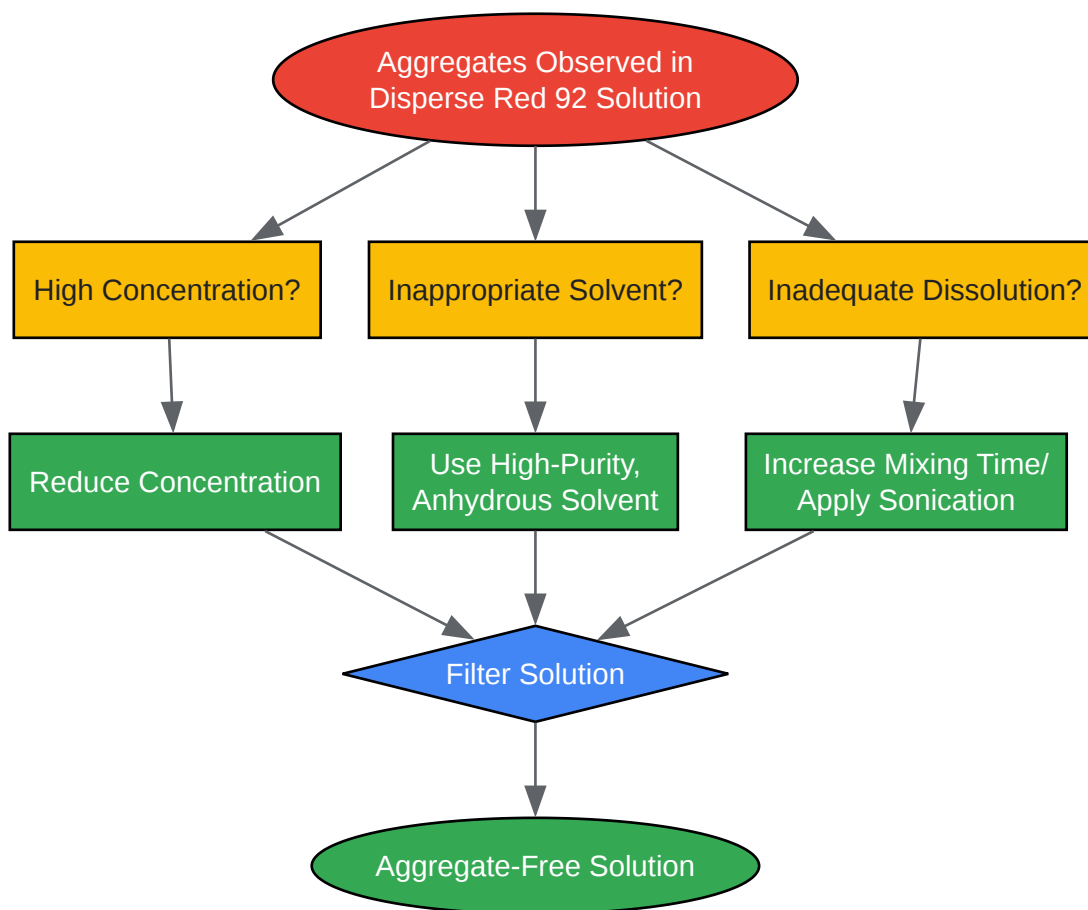 Aggregates Observed in
Disperse Red 92 Solution
High Concentration?
Inappropriate Solvent?
Inadequate Dissolution?
Reduce Concentration
Use High-Purity,
Anhydrous Solvent
Increase Mixing Time/
Apply Sonication
Filter Solution
Aggregate-Free Solution